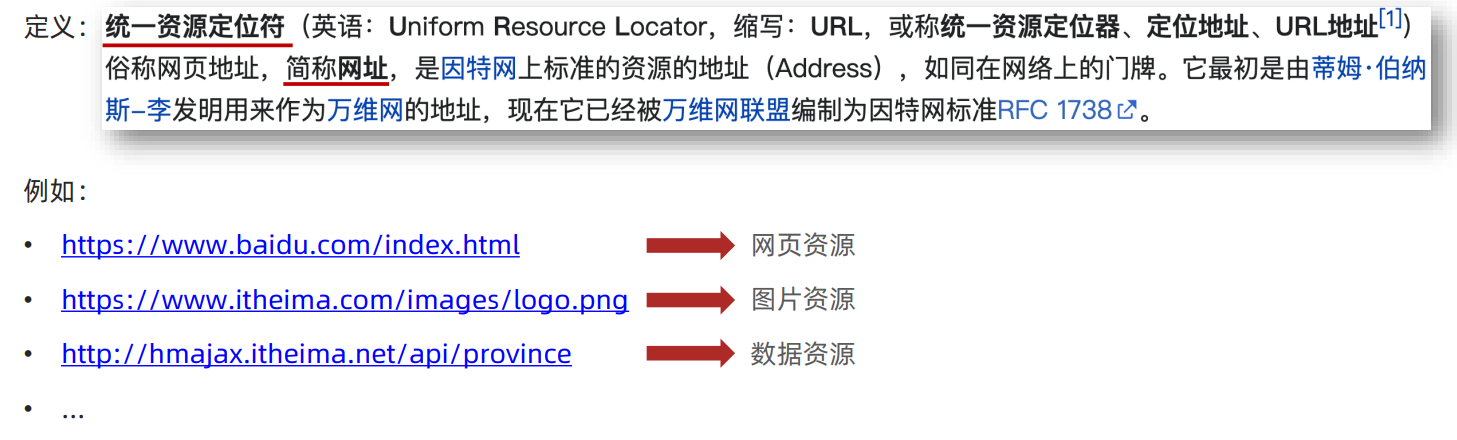 定义：统一资源定位符（英语：Uniform Resource Locator，缩写：URL，或称统一资源定位器、定位地址、URL地址[1]）
俗称网页地址，简称网址，是因特网上标准的资源的地址（Address），如同在网络上的门牌。它最初是由蒂姆·伯纳
斯-李发明用来作为万维网的地址，现在它已经被万维网联盟编制为因特网标准RFC 1738。
例如：
• https://www.baidu.com/index.html 网页资源
• https://www.itheima.com/images/logo.png 图片资源
• http://hmajax.itheima.net/api/province 数据资源
• ...